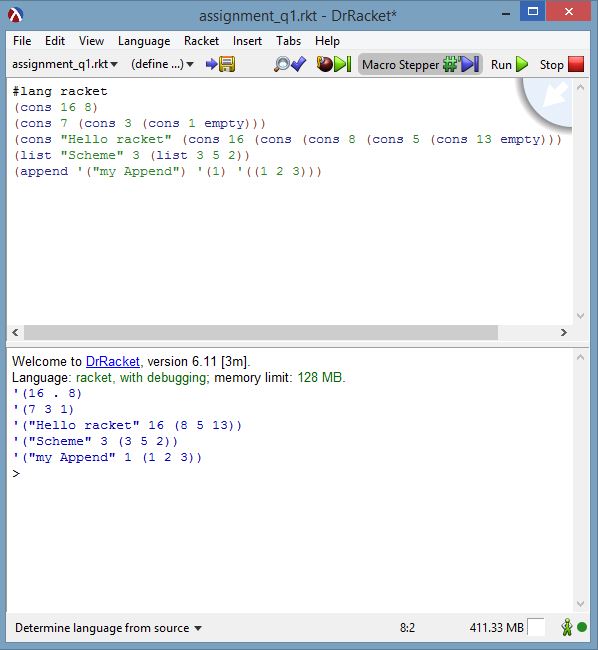 assignment_q1.rkt - DrRacket*
File Edit View Language Racket Insert Tabs Help
assignment_q1.rkt (define ...) Macro Stepper Run Stop
#lang racket
(cons 16 8)
(cons 7 (cons 3 (cons 1 empty)))
(cons "Hello racket" (cons 16 (cons (cons 8 (cons 5 (cons 13 empty)))
(list "Scheme" 3 (list 3 5 2))
(append '("my Append") '(1) '((1 2 3)))
Welcome to DrRacket, version 6.11 [3m].
Language: racket, with debugging; memory limit: 128 MB.
'(16 . 8)
'(7 3 1)
'("Hello racket" 16 (8 5 13))
'("Scheme" 3 (3 5 2))
'("my Append" 1 (1 2 3))
>
Determine language from source 8:2 411.33 MB